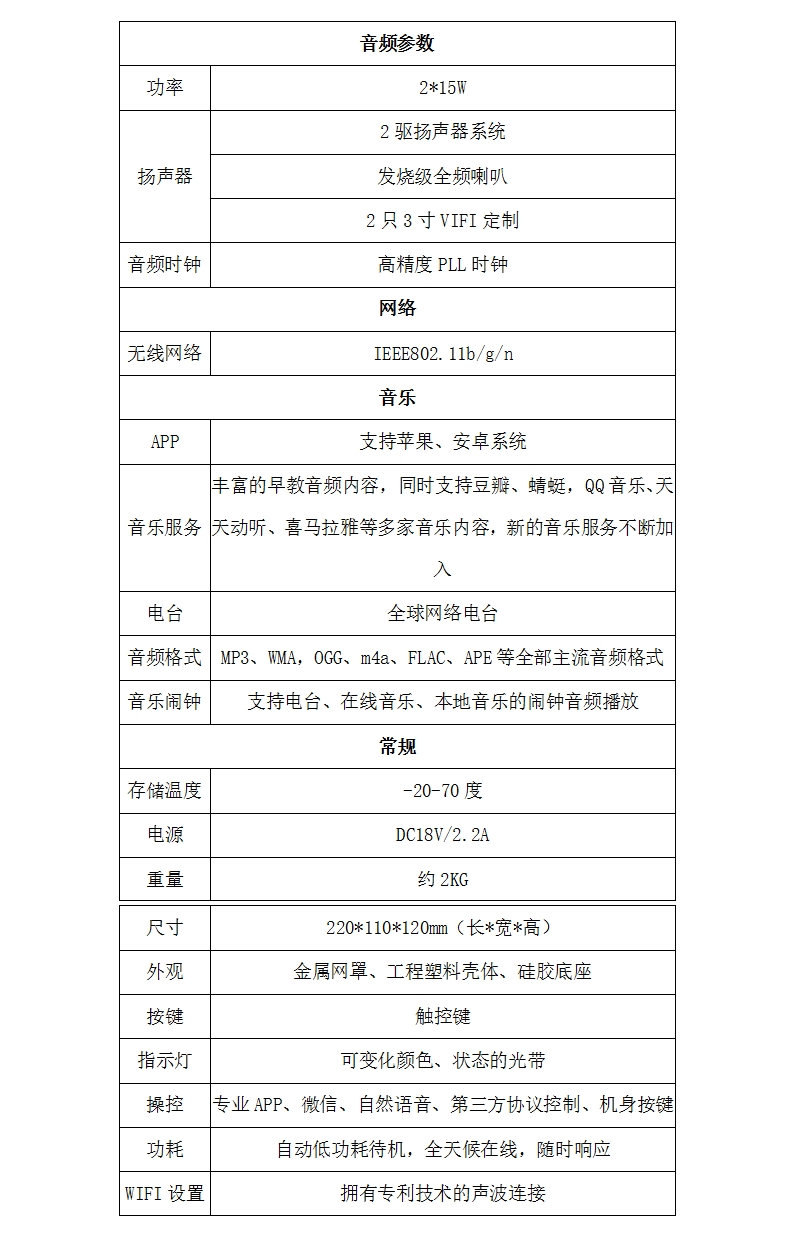 音频参数
功率 2*15W
扬声器
2 驱扬声器系统
发烧级全频喇叭
2 只 3 寸 VIFI 定制
音频时钟 高精度 PLL 时钟
网络
无线网络 IEEE802.11b/g/n
音乐
APP 支持苹果、安卓系统
音乐服务
丰富的早教音频内容，同时支持豆瓣、蜻蜓，QQ 音乐、天
天动听、喜马拉雅等多家音乐内容，新的音乐服务不断加
入
电台 全球网络电台
音频格式 MP3、WMA，OGG、m4a、FLAC、APE 等全部主流音频格式
音乐闹钟 支持电台、在线音乐、本地音乐的闹钟音频播放
常规
存储温度 -20-70 度
电源 DC18V/2.2A
重量 约 2KG
尺寸 220*110*120mm（长*宽*高）
外观 金属网罩、工程塑料壳体、硅胶底座
按键 触控键
指示灯 可变化颜色、状态的光带
操控 专业 APP、微信、自然语音、第三方协议控制、机身按键
功耗 自动低功耗待机，全天候在线，随时响应
WIFI 设置 拥有专利技术的声波连接